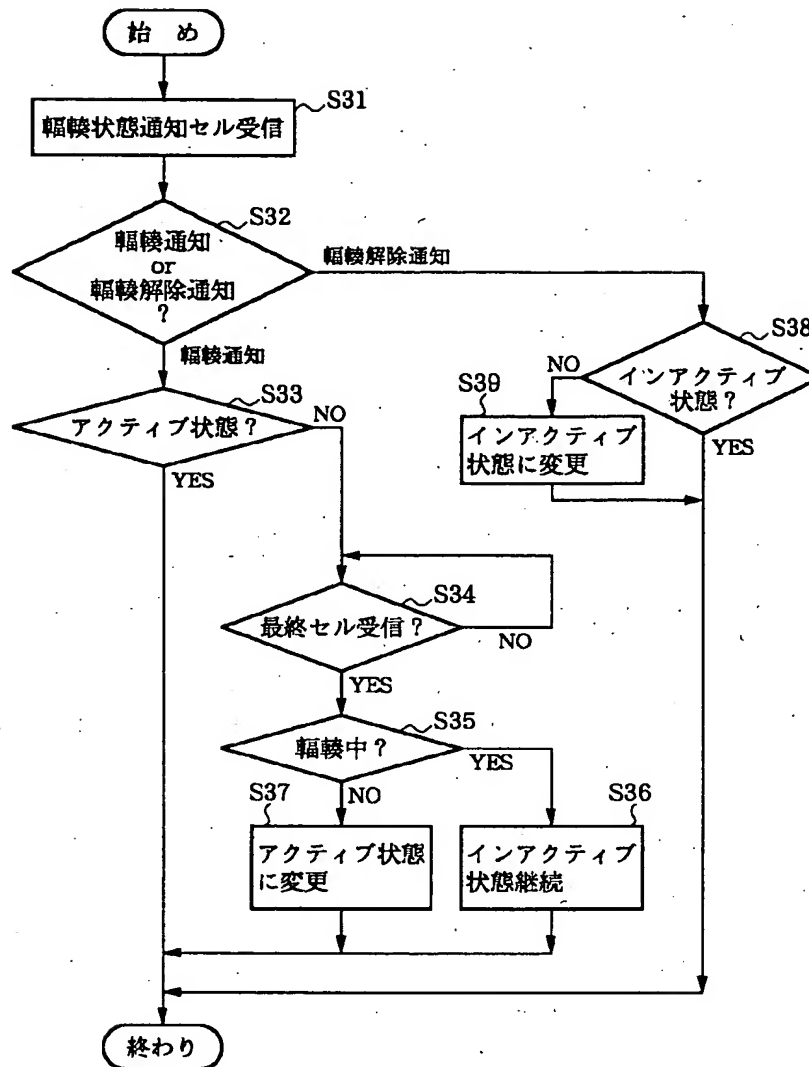 始め
S31
輻輳状態通知セル受信
S32
輻輳通知
or
輻輳解除通知
?
輻輳解除通知
輻輳通知
S38
インアクティブ
状態?
NO
YES
S39
インアクティブ
状態に変更
S33
アクティブ状態?
NO
YES
S34
最終セル受信?
NO
YES
S35
輻輳中?
YES
NO
S37
アクティブ状態
に変更
S36
インアクティブ
状態継続
終わり